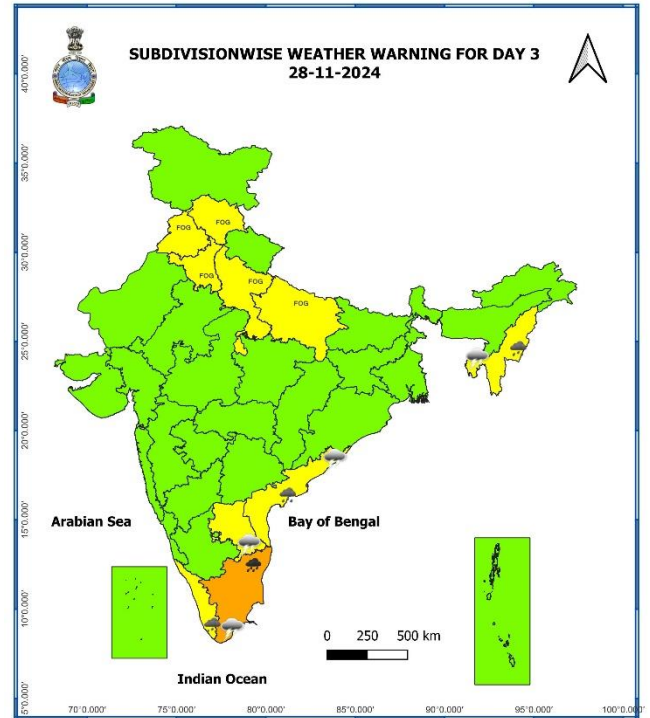 SUBDIVISIONWISE WEATHER WARNING FOR DAY 3
28-11-2024
40°0.000'
35°0.000'
30°0.000'
25°0.000'
20°0.000'
15°0.000'
10°0.000'
5°0.000'
FOG
FOG
FOG
FOG
FOG
Arabian Sea
Bay of Bengal
0 250 500 km
Indian Ocean
70°0.000' 75°0.000' 80°0.000' 85°0.000' 90°0.000' 95°0.000' 100°0.000'